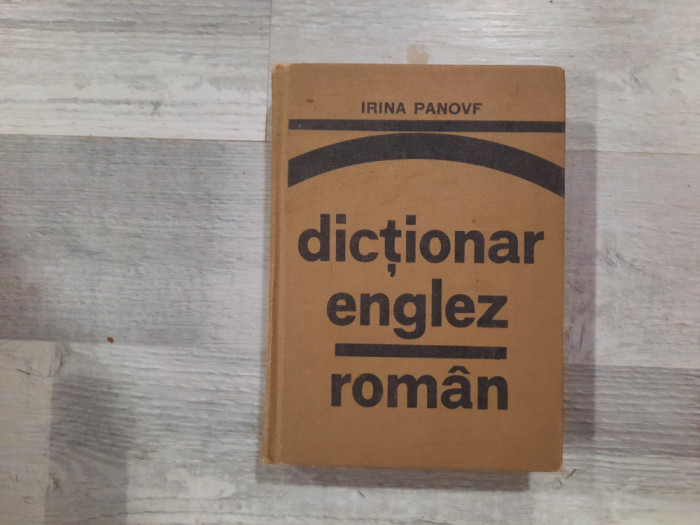 IRINA PANOVF
dicționar
englez
român